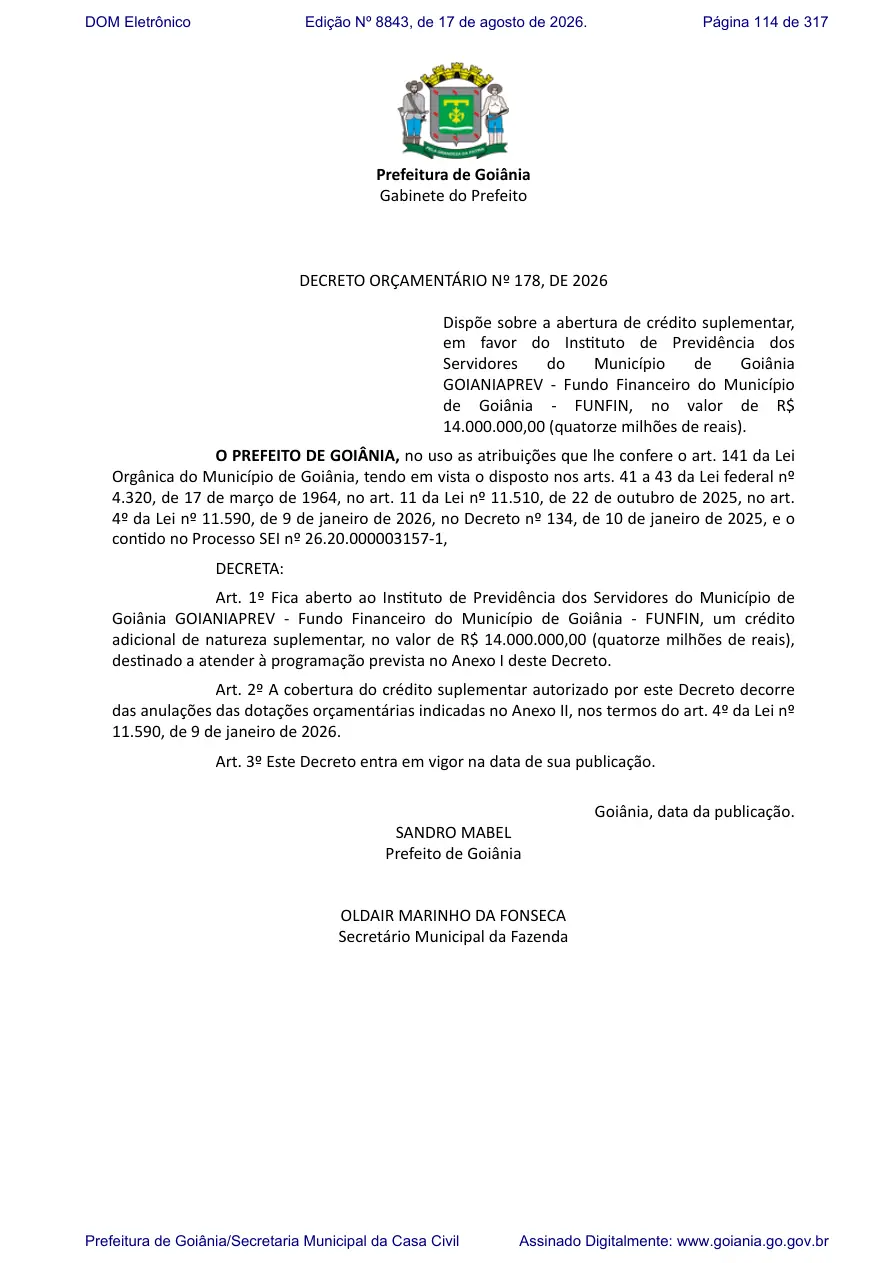 DOM Eletrônico Edição Nº 8843, de 17 de agosto de 2026. Página 114 de 317
PELA GRANDEZA DA PATRIA
Prefeitura de Goiânia
Gabinete do Prefeito
DECRETO ORÇAMENTÁRIO Nº 178, DE 2026
Dispõe sobre a abertura de crédito suplementar,
em favor do Instituto de Previdência dos
Servidores do Município de Goiânia
GOIANIAPREV - Fundo Financeiro do Município
de Goiânia - FUNFIN, no valor de R$
14.000.000,00 (quatorze milhões de reais).
O PREFEITO DE GOIÂNIA, no uso as atribuições que lhe confere o art. 141 da Lei
Orgânica do Município de Goiânia, tendo em vista o disposto nos arts. 41 a 43 da Lei federal nº
4.320, de 17 de março de 1964, no art. 11 da Lei nº 11.510, de 22 de outubro de 2025, no art.
4º da Lei nº 11.590, de 9 de janeiro de 2026, no Decreto nº 134, de 10 de janeiro de 2025, e o
contido no Processo SEI nº 26.20.000003157-1,
DECRETA:
Art. 1º Fica aberto ao Instituto de Previdência dos Servidores do Município de
Goiânia GOIANIAPREV - Fundo Financeiro do Município de Goiânia - FUNFIN, um crédito
adicional de natureza suplementar, no valor de R$ 14.000.000,00 (quatorze milhões de reais),
destinado a atender à programação prevista no Anexo I deste Decreto.
Art. 2º A cobertura do crédito suplementar autorizado por este Decreto decorre
das anulações das dotações orçamentárias indicadas no Anexo II, nos termos do art. 4º da Lei nº
11.590, de 9 de janeiro de 2026.
Art. 3º Este Decreto entra em vigor na data de sua publicação.
Goiânia, data da publicação.
SANDRO MABEL
Prefeito de Goiânia
OLDAIR MARINHO DA FONSECA
Secretário Municipal da Fazenda
Prefeitura de Goiânia/Secretaria Municipal da Casa Civil Assinado Digitalmente: www.goiania.go.gov.br